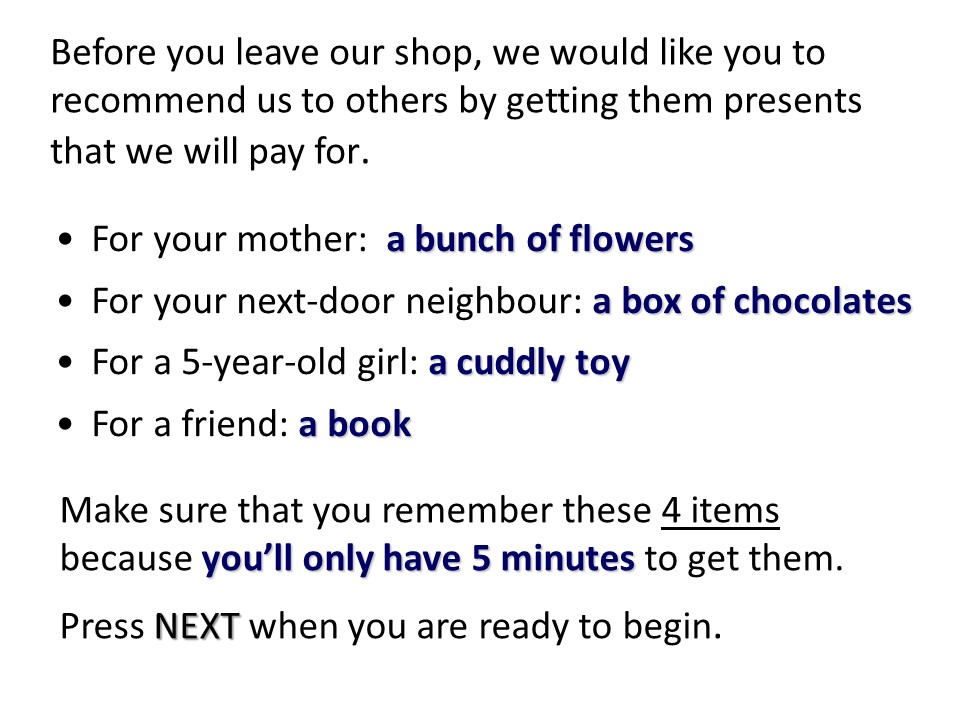 Before you leave our shop, we would like you to
recommend us to others by getting them presents
that we will pay for.
• For your mother:  a bunch of flowers
• For your next-door neighbour: a box of chocolates
• For a 5-year-old girl: a cuddly toy
• For a friend: a book
Make sure that you remember these 4 items
because you’ll only have 5 minutes to get them.
Press NEXT when you are ready to begin.